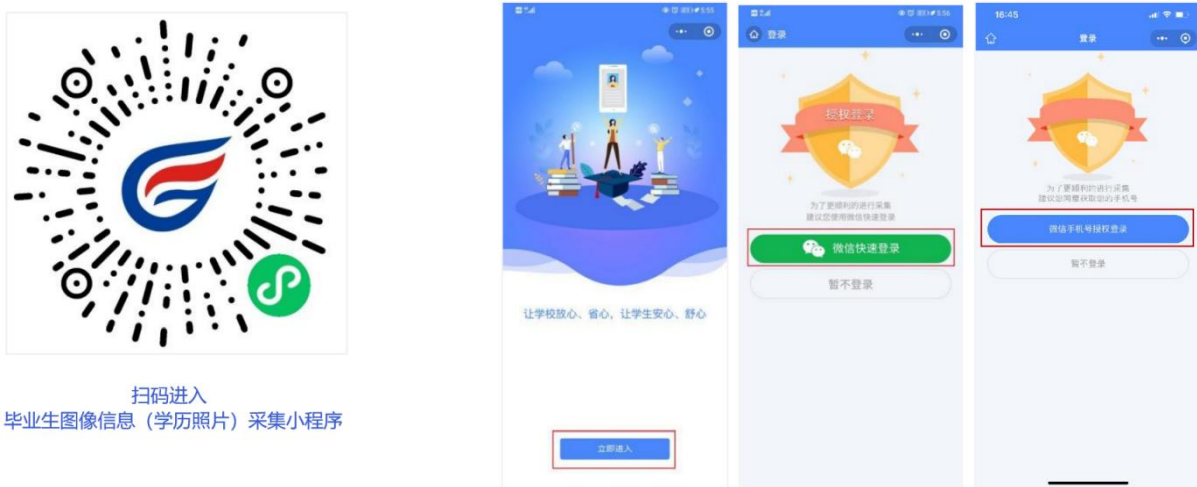 扫码进入
毕业生图像信息（学历照片）采集小程序
5:55
让学校放心、省心，让学生安心、舒心
立即进入
5:56
登录
授权登录
为了更顺利的进行采集
建议您使用微信快速登录
微信快速登录
暂不登录
16:45
登录
为了更顺利的进行采集
建议您同意获取您的手机号
微信手机号授权登录
暂不登录